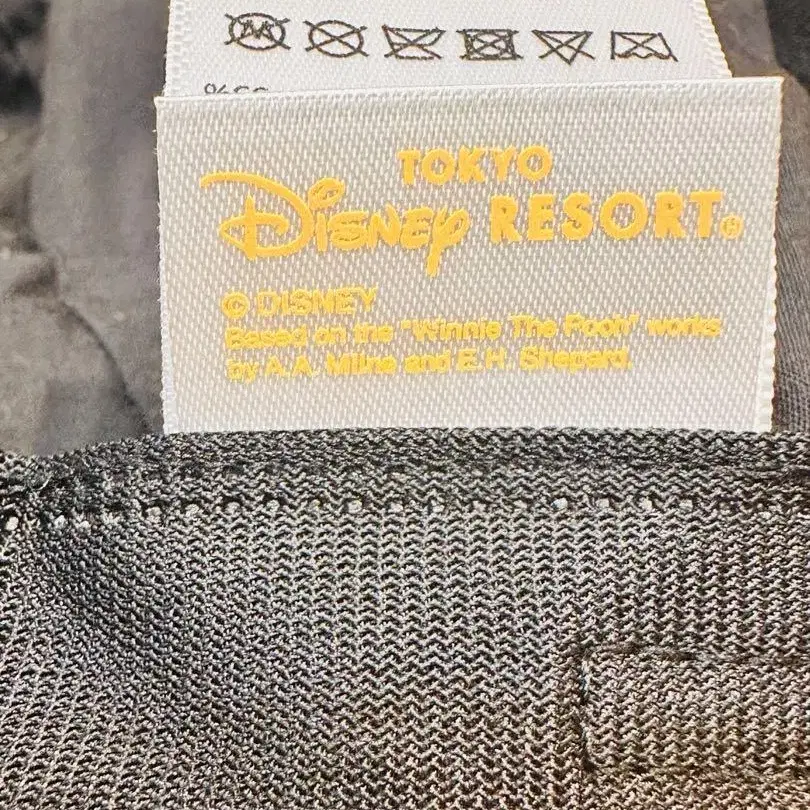 TOKYO
Disney RESORT®
© DISNEY
Based on the "Winnie The Pooh" works
by A.A. Milne and E.H. Shepard.